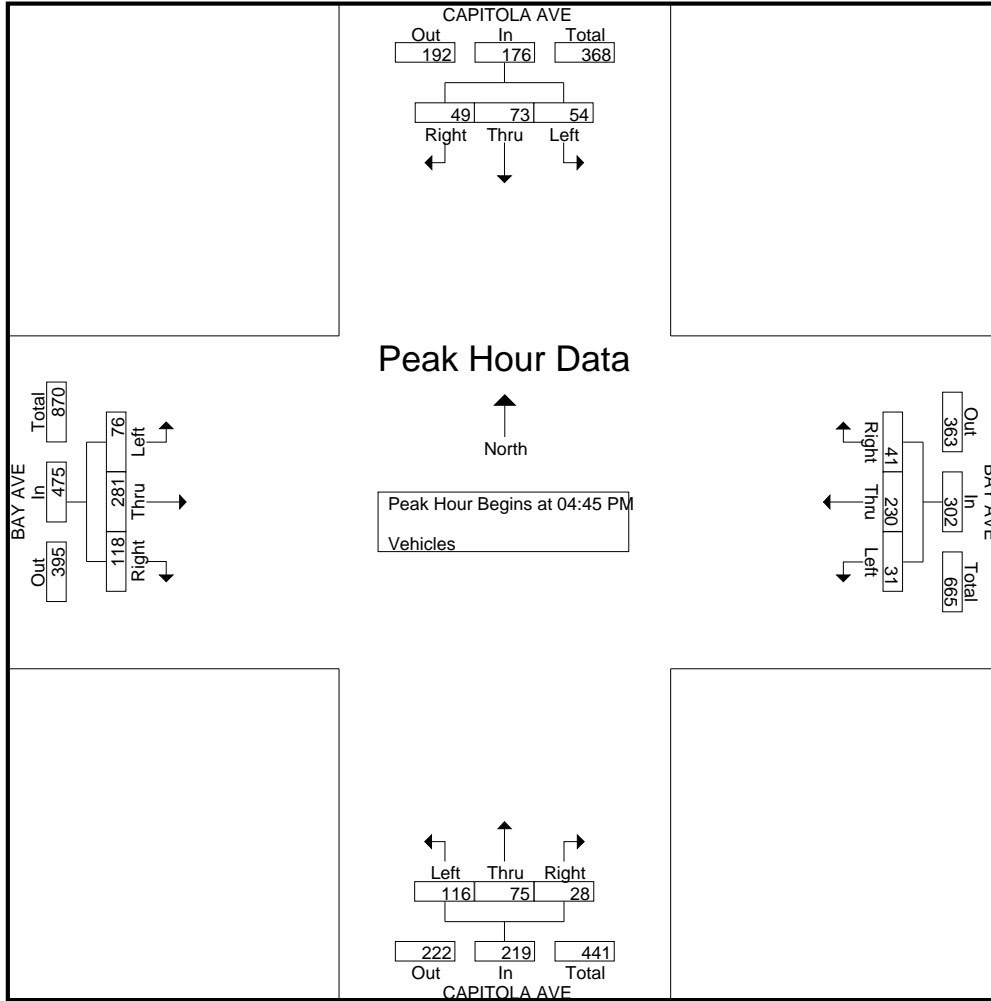 CAPITOLA AVE
Out In Total
192 176 368
49 73 54
Right Thru Left
Peak Hour Data
North
Peak Hour Begins at 04:45 PM
Vehicles
BAY AVE
Out In Total
395 475 870
Right Thru Left
118 281 76
BAY AVE
Out In Total
363 302 665
Right Thru Left
41 230 31
Left Thru Right
116 75 28
222 219 441
Out In Total
CAPITOLA AVE